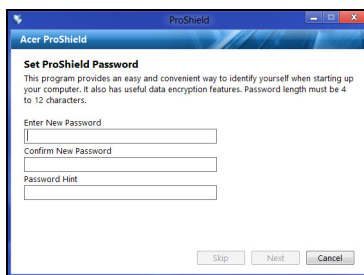 ProShield
Acer ProShield
Set ProShield Password
This program provides an easy and convenient way to identify yourself when starting up
your computer. It also has useful data encryption features. Password length must be 4
to 12 characters.
Enter New Password
Confirm New Password
Password Hint
Skip Next Cancel